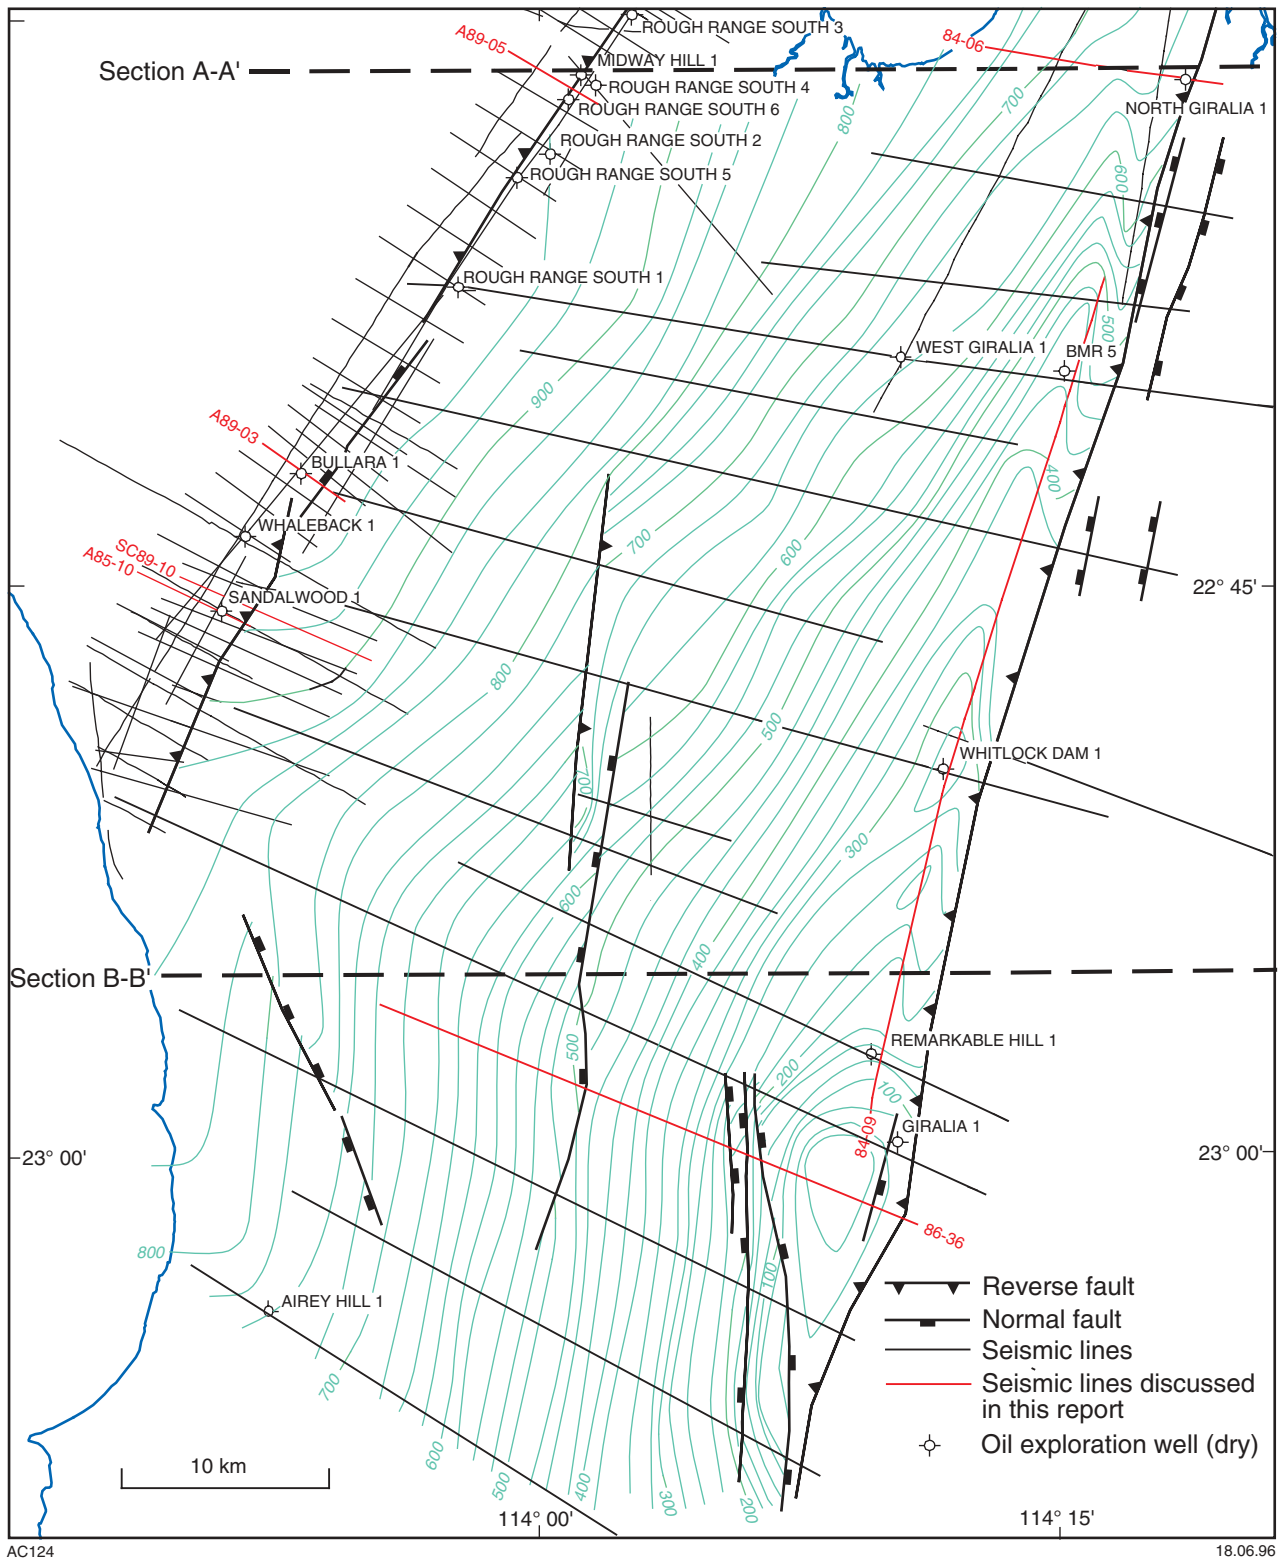 ROUGH RANGE SOUTH 3
A89-05
84-06
MIDWAY HILL 1
Section A-A'
ROUGH RANGE SOUTH 4
ROUGH RANGE SOUTH 6
NORTH GIRALIA 1
700
800
ROUGH RANGE SOUTH 2
ROUGH RANGE SOUTH 5
600
ROUGH RANGE SOUTH 1
500
WEST GIRALIA 1
BMR 5
900
A89-03
BULLARA 1
400
WHALEBACK 1
700
600
SC89-10
A85-10
SANDALWOOD 1
22° 45'
800
500
WHITLOCK DAM 1
700
300
600
400
Section B-B'
REMARKABLE HILL 1
500
200
100
GIRALIA 1
84-09
23° 00'
23° 00'
86-36
800
100
AIREY HILL 1
Reverse fault
Normal fault
Seismic lines
Seismic lines discussed
in this report
Oil exploration well (dry)
700
600
500
400
300
200
10 km
114° 00'
114° 15'
AC124
18.06.96